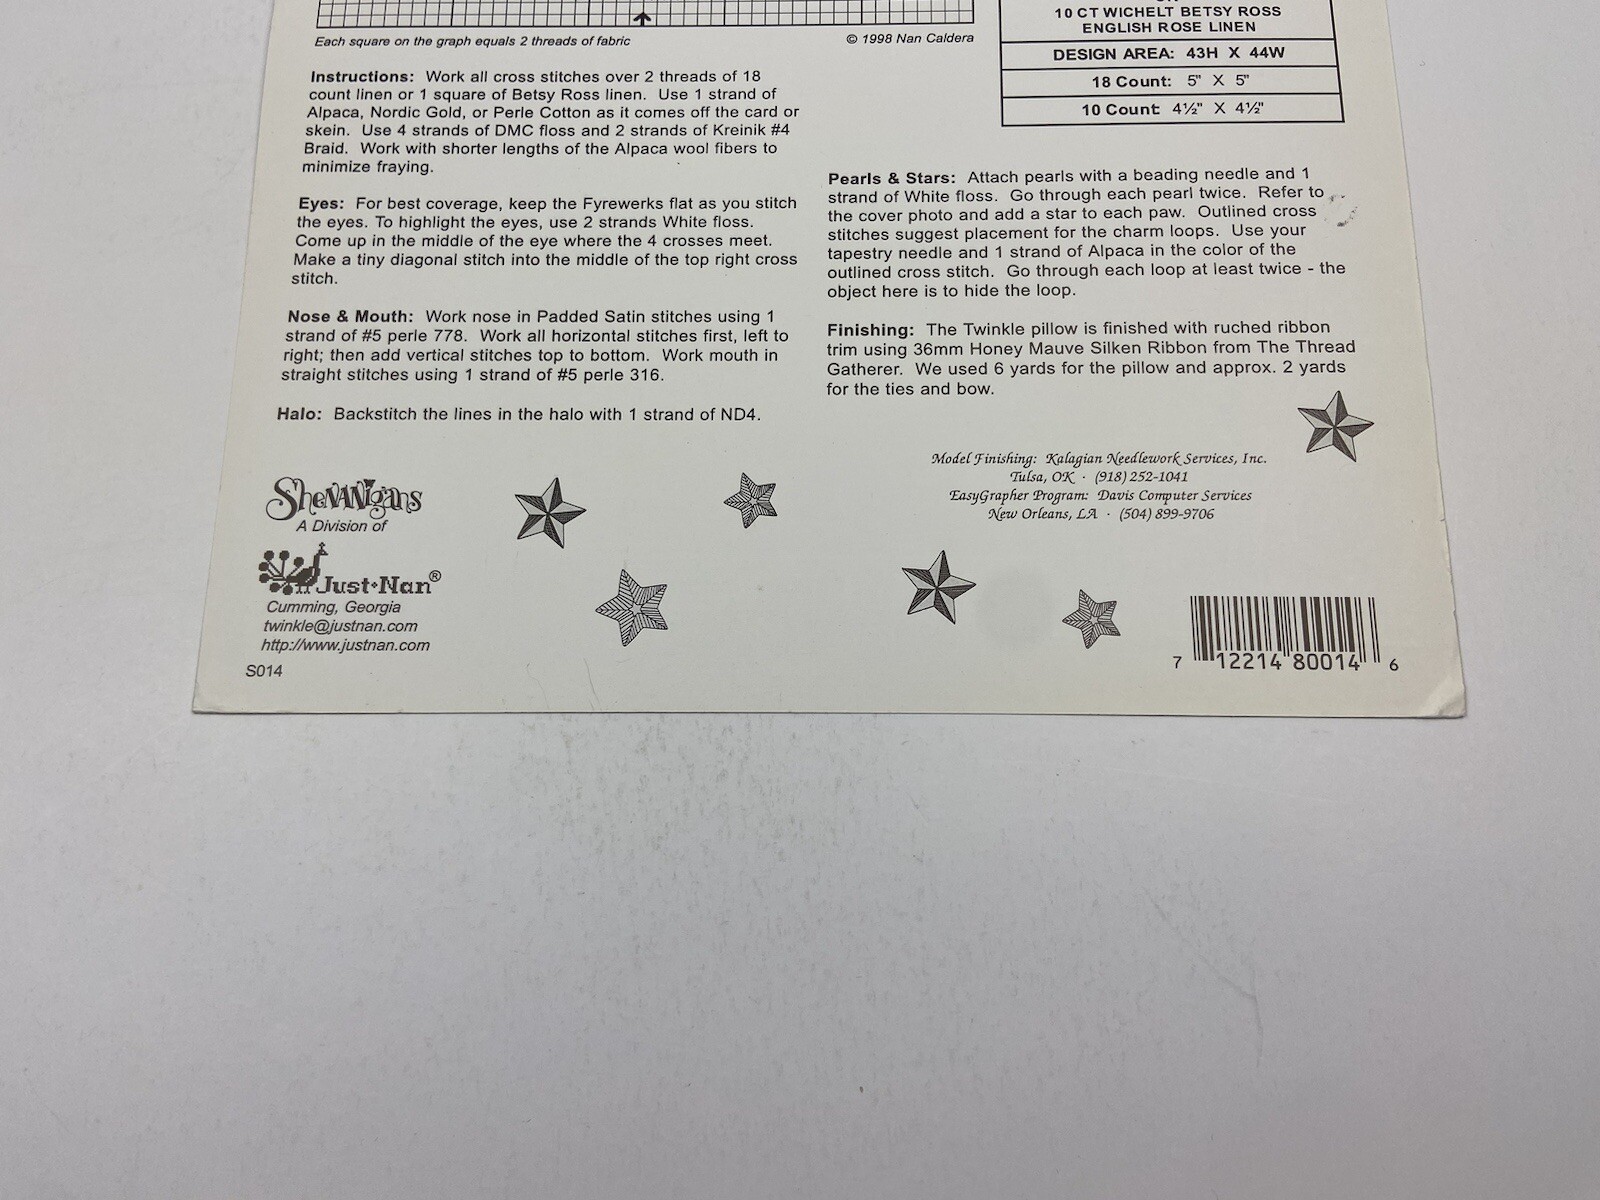 Each square on the graph equals 2 threads of fabric
© 1998 Nan Caldera
Instructions: Work all cross stitches over 2 threads of 18
count linen or 1 square of Betsy Ross linen. Use 1 strand of
Alpaca, Nordic Gold, or Perle Cotton as it comes off the card or
skein. Use 4 strands of DMC floss and 2 strands of Kreinik #4
Braid. Work with shorter lengths of the Alpaca wool fibers to
minimize fraying.
Eyes: For best coverage, keep the Fyrewerks flat as you stitch
the eyes. To highlight the eyes, use 2 strands White floss.
Come up in the middle of the eye where the 4 crosses meet.
Make a tiny diagonal stitch into the middle of the top right cross
stitch.
Nose & Mouth: Work nose in Padded Satin stitches using 1
strand of #5 perle 778. Work all horizontal stitches first, left to
right; then add vertical stitches top to bottom. Work mouth in
straight stitches using 1 strand of #5 perle 316.
Halo: Backstitch the lines in the halo with 1 strand of ND4.
Shenanigans
A Division of
Just·Nan®
Cumming, Georgia
twinkle@justnan.com
http://www.justnan.com
S014
10 CT WICHELT BETSY ROSS
ENGLISH ROSE LINEN
DESIGN AREA: 43H X 44W
18 Count: 5" X 5"
10 Count 4½" X 4½"
Pearls & Stars: Attach pearls with a beading needle and 1
strand of White floss. Go through each pearl twice. Refer to
the cover photo and add a star to each paw. Outlined cross
stitches suggest placement for the charm loops. Use your
tapestry needle and 1 strand of Alpaca in the color of the
outlined cross stitch. Go through each loop at least twice - the
object here is to hide the loop.
Finishing: The Twinkle pillow is finished with ruched ribbon
trim using 36mm Honey Mauve Silken Ribbon from The Thread
Gatherer. We used 6 yards for the pillow and approx. 2 yards
for the ties and bow.
Model Finishing: Kalagian Needlework Services, Inc.
Tulsa, OK · (918) 252-1041
EasyGrapher Program: Davis Computer Services
New Orleans, LA · (504) 899-9706
7 12214 80014 6